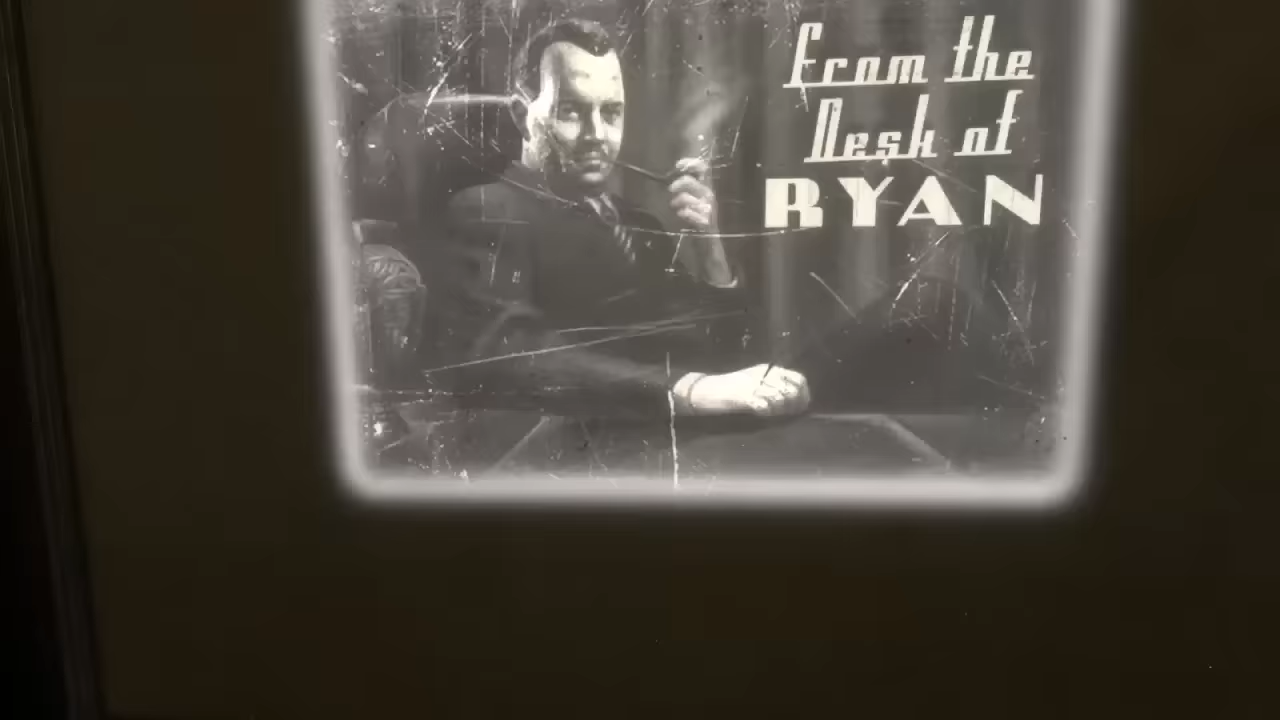 From the
Desk of
RYAN